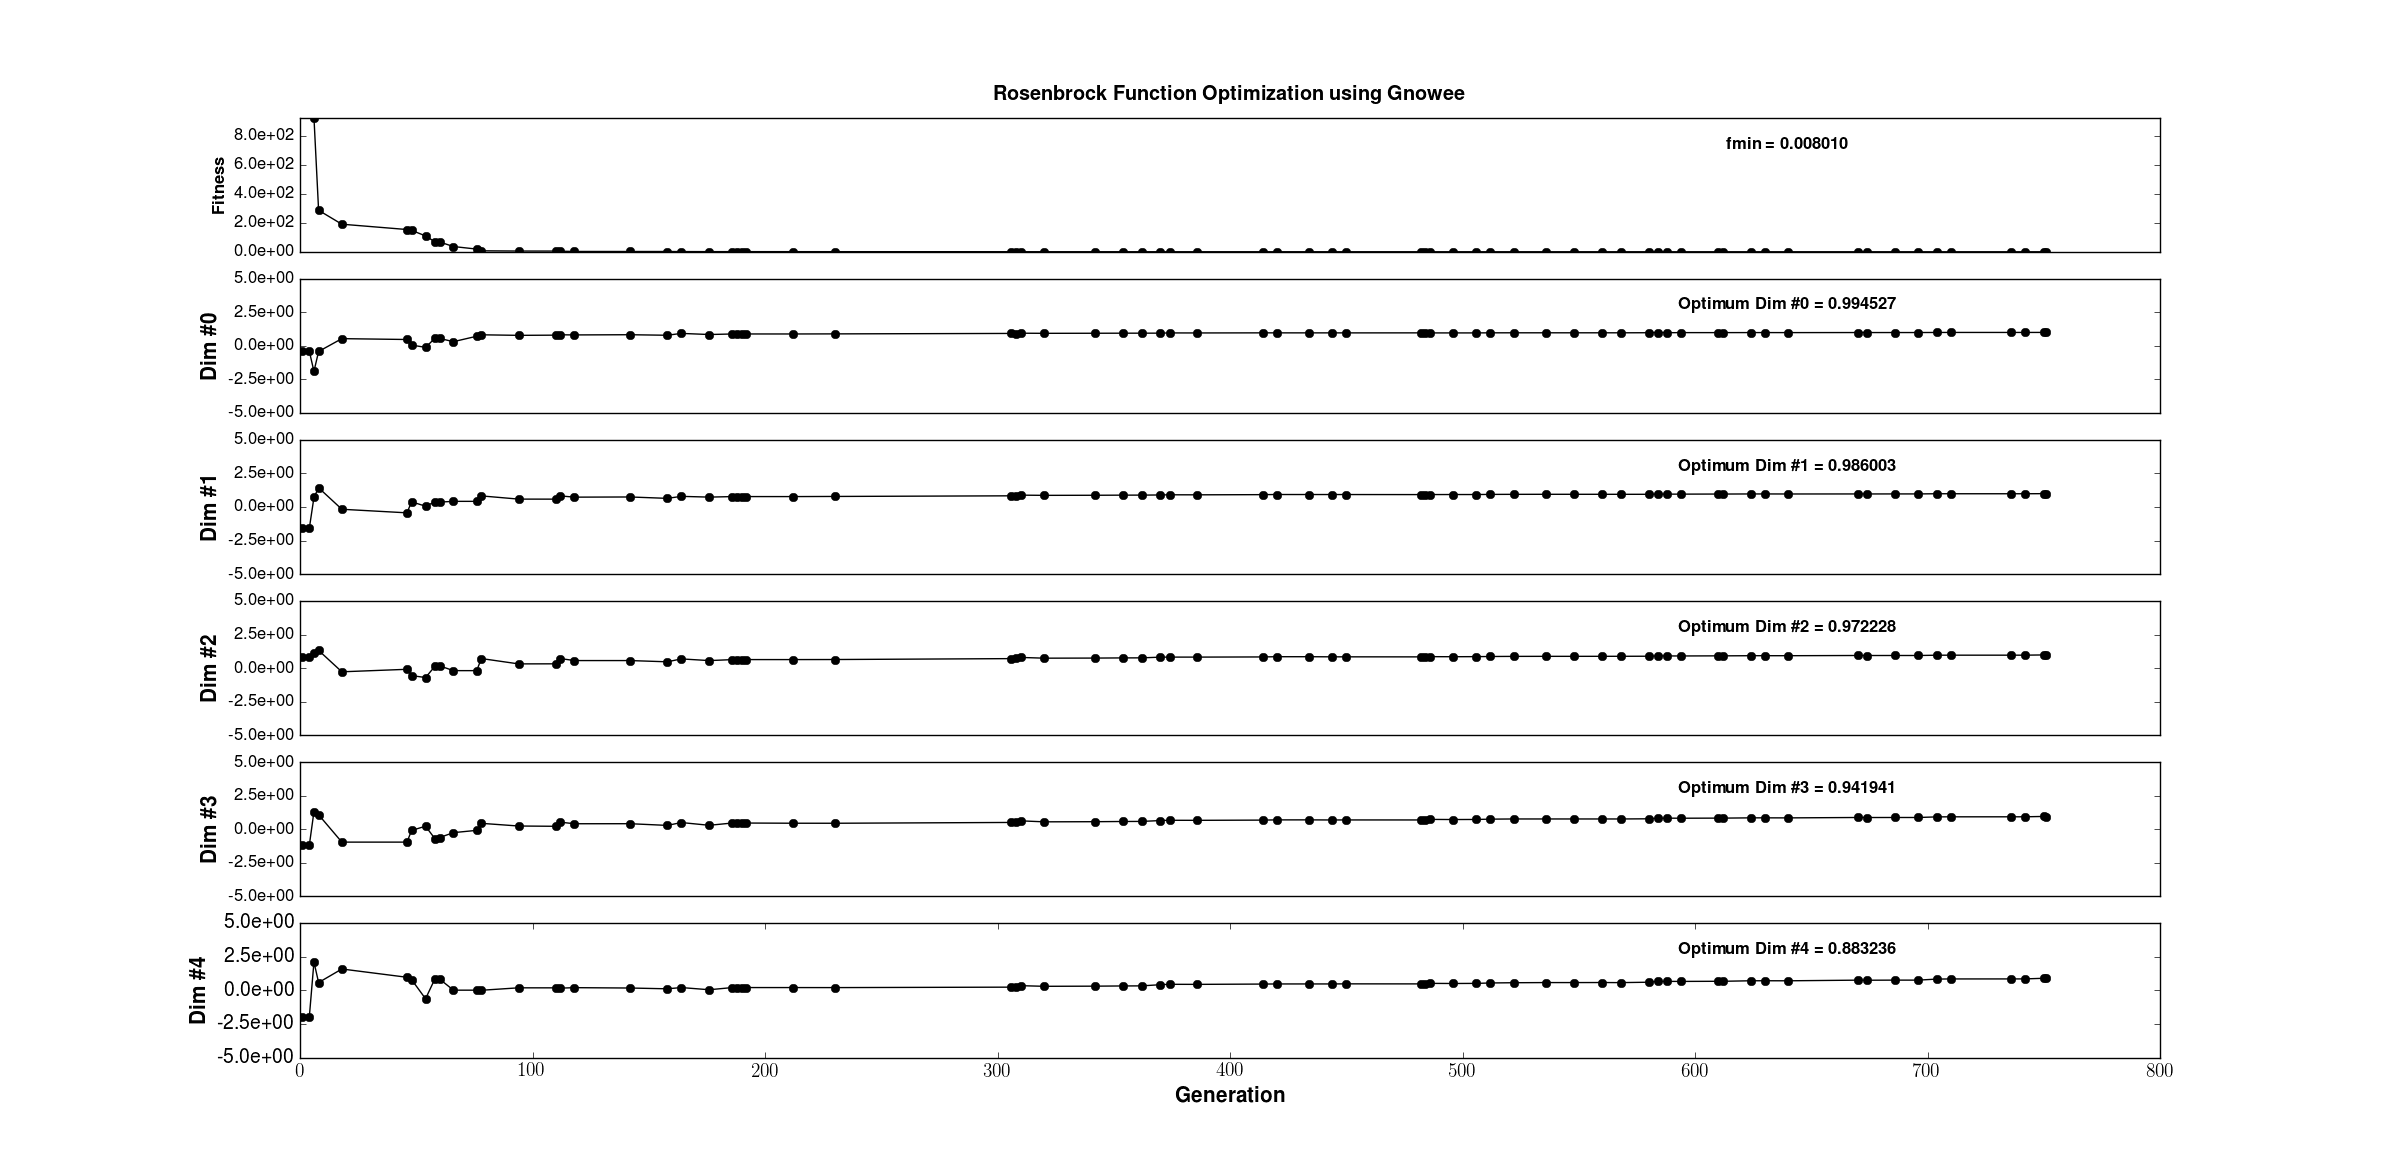 Rosenbrock Function Optimization using Gnowee
8.0e+02
6.0e+02
4.0e+02
2.0e+02
0.0e+00
Fitness
fmin = 0.008010
5.0e+00
2.5e+00
0.0e+00
-2.5e+00
-5.0e+00
Dim #0
Optimum Dim #0 = 0.994527
5.0e+00
2.5e+00
0.0e+00
-2.5e+00
-5.0e+00
Dim #1
Optimum Dim #1 = 0.986003
5.0e+00
2.5e+00
0.0e+00
-2.5e+00
-5.0e+00
Dim #2
Optimum Dim #2 = 0.972228
5.0e+00
2.5e+00
0.0e+00
-2.5e+00
-5.0e+00
Dim #3
Optimum Dim #3 = 0.941941
5.0e+00
2.5e+00
0.0e+00
-2.5e+00
-5.0e+00
Dim #4
Optimum Dim #4 = 0.883236
0 100 200 300 400 500 600 700 800
Generation